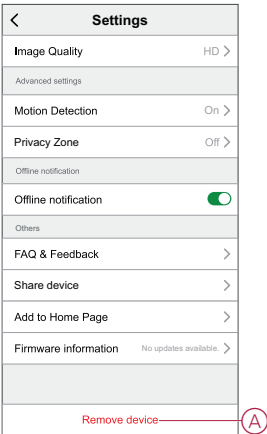 Settings
Image Quality HD
Advanced settings
Motion Detection On
Privacy Zone Off
Offline notification
Offline notification
Others
FAQ & Feedback
Share device
Add to Home Page
Firmware information No updates available.
Remove device A